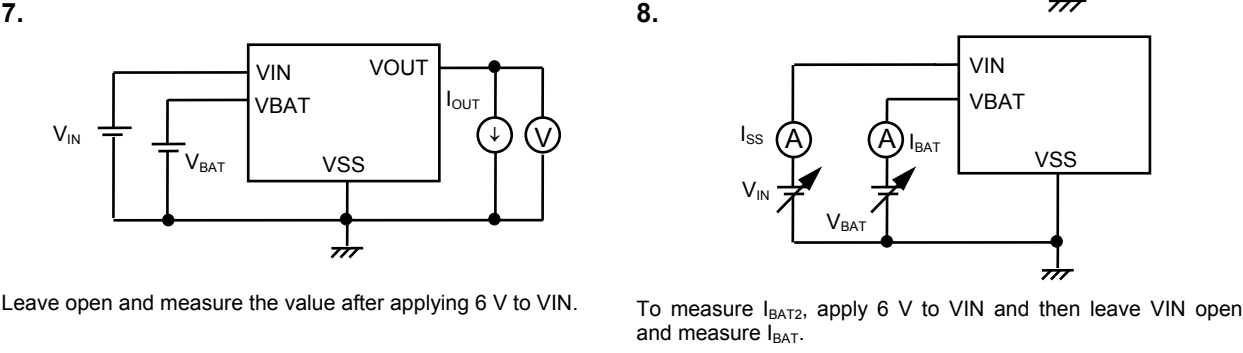 7.
VIN
VOUT
VBAT
IOUT
VIN
VBAT
V
VSS
Leave open and measure the value after applying 6 V to VIN.
8.
VIN
VBAT
ISS
A
A
IBAT
VSS
VIN
VBAT
To measure IBAT2, apply 6 V to VIN and then leave VIN open
and measure IBAT.